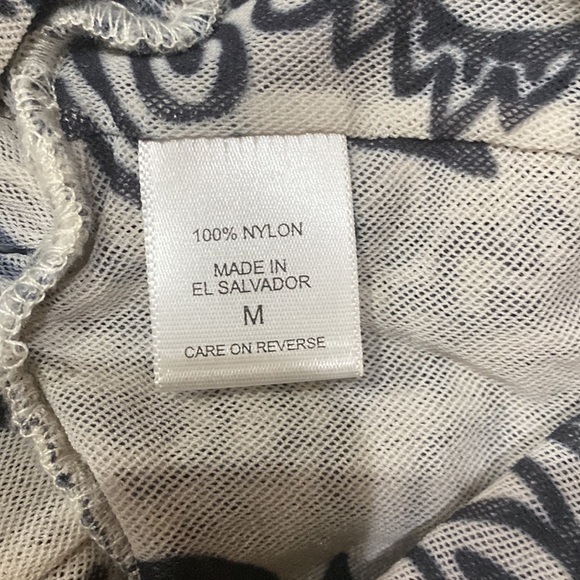 100% NYLON
MADE IN
EL SALVADOR
M
CARE ON REVERSE